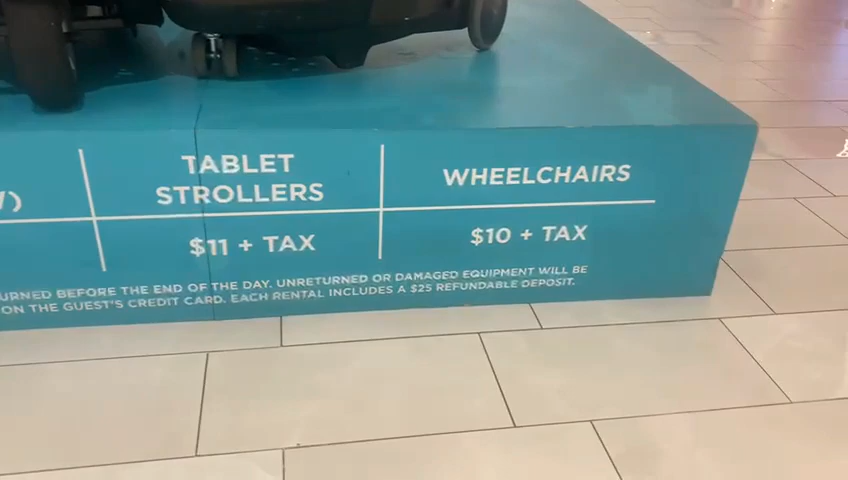 TABLET
STROLLERS
WHEELCHAIRS
$11 + TAX
$10 + TAX
BEFORE THE END OF THE DAY. UNRETURNED OR DAMAGED EQUIPMENT WILL BE
ON THE GUEST'S CREDIT CARD. EACH RENTAL INCLUDES A $25 REFUNDABLE DEPOSIT.